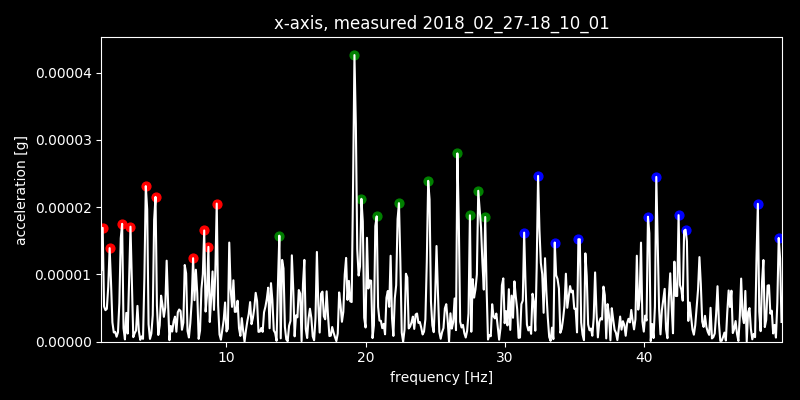 x-axis, measured 2018_02_27-18_10_01
0.00004
0.00003
0.00002
0.00001
0.00000
acceleration [g]
10 20 30 40
frequency [Hz]